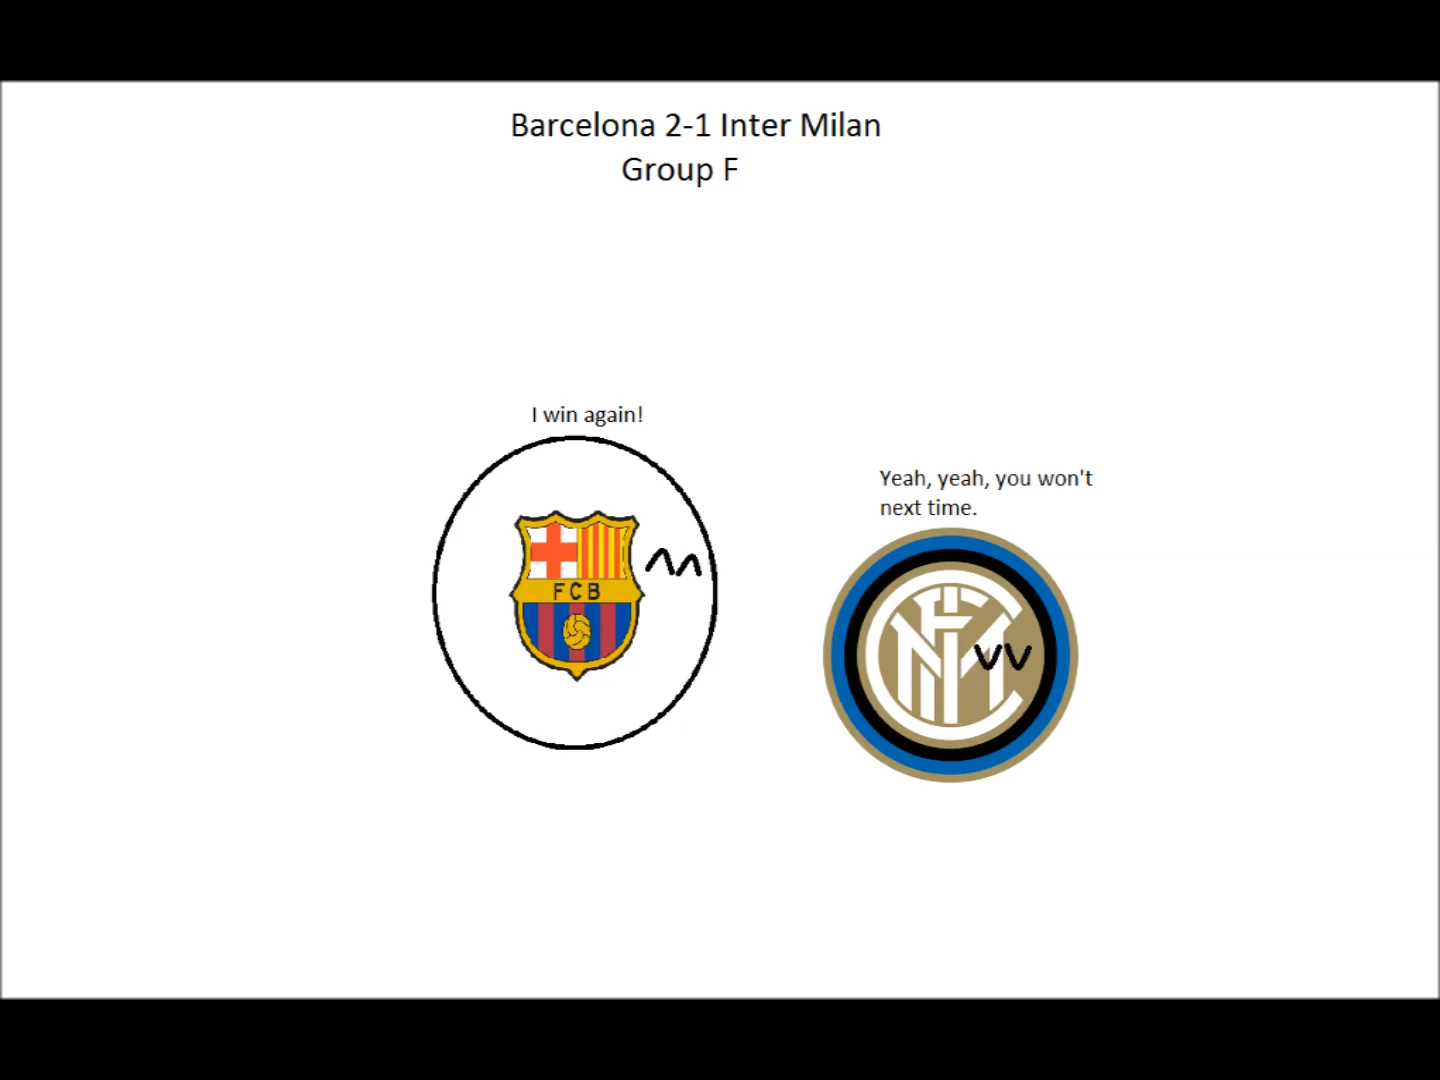 Barcelona 2-1 Inter Milan
Group F
I win again!
Yeah, yeah, you won't
next time.
FCB